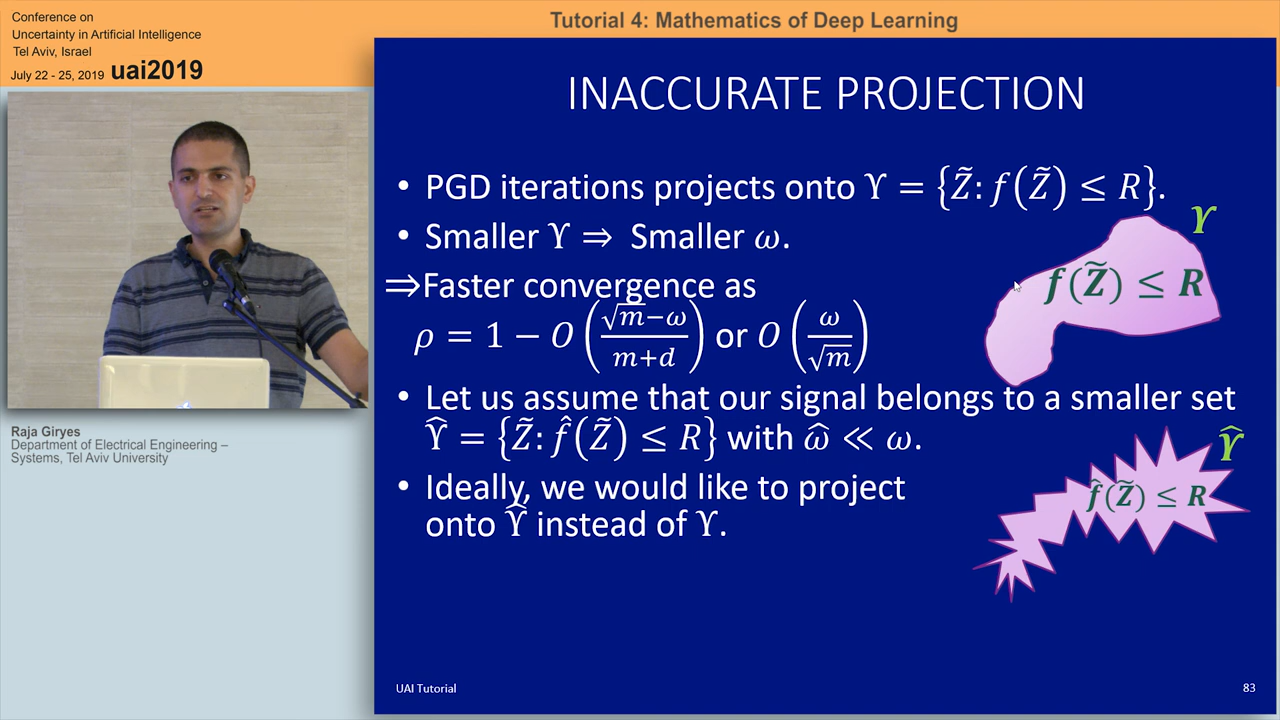 Conference on
Uncertainty in Artificial Intelligence
Tel Aviv, Israel
July 22 - 25, 2019 uai2019
Tutorial 4: Mathematics of Deep Learning
Raja Giryes
Department of Electrical Engineering –
Systems, Tel Aviv University
INACCURATE PROJECTION
• PGD iterations projects onto ϒ = {Z̃: f(Z̃) ≤ R}.
• Smaller ϒ ⇒ Smaller ω.
⇒Faster convergence as
ρ = 1 − O((√m−ω)/(m+d)) or O(ω/√m)
• Let us assume that our signal belongs to a smaller set
ϒ̂ = {Z̃: f̂(Z̃) ≤ R} with ω̂ ≪ ω.
• Ideally, we would like to project
onto ϒ̂ instead of ϒ.
ϒ
f(Z̃) ≤ R
ϒ̂
f̂(Z̃) ≤ R
UAI Tutorial
83